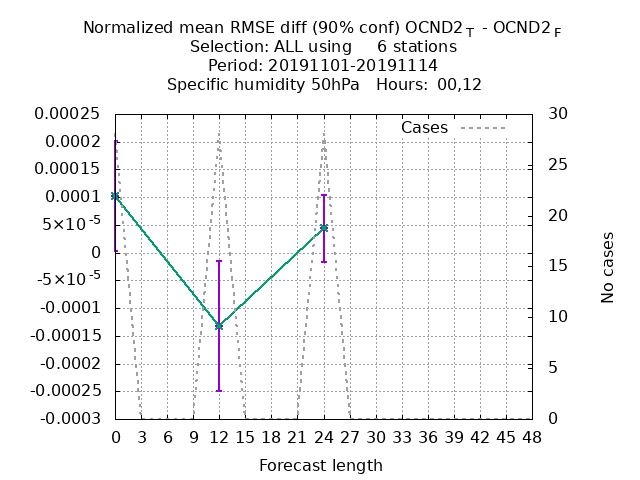 Normalized mean RMSE diff (90% conf) OCND2 T - OCND2 F
Selection: ALL using 6 stations
Period: 20191101-20191114
Specific humidity 50hPa Hours: 00,12
Cases
0.00025
0.0002
0.00015
0.0001
5×10-5
0
-5×10-5
-0.0001
-0.00015
-0.0002
-0.00025
-0.0003
30
25
20
15
10
5
0
No cases
0 3 6 9 12 15 18 21 24 27 30 33 36 39 42 45 48
Forecast length